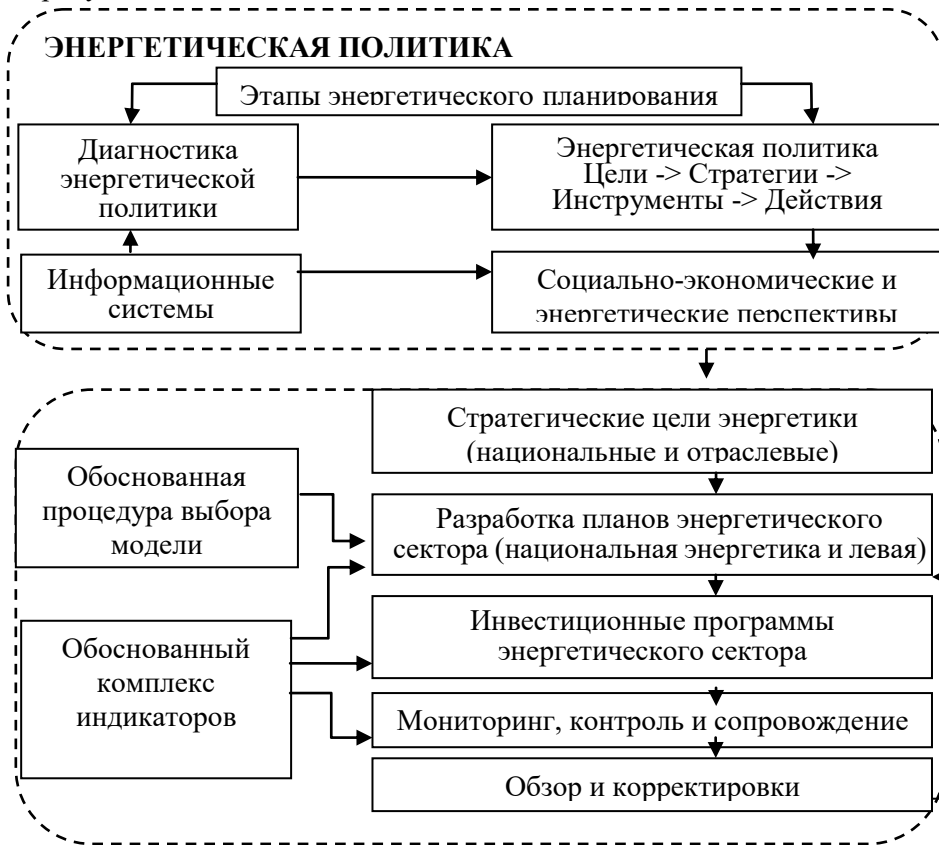 ЭНЕРГЕТИЧЕСКАЯ ПОЛИТИКА
Этапы энергетического планирования
Диагностика
энергетической
политики
Энергетическая политика
Цели -> Стратегии ->
Инструменты -> Действия
Информационные
системы
Социально-экономические и
энергетические перспективы
Стратегические цели энергетики
(национальные и отраслевые)
Обоснованная
процедура выбора
модели
Разработка планов энергетического
сектора (национальная энергетика и левая)
Инвестиционные программы
энергетического сектора
Обоснованный
комплекс
индикаторов
Мониторинг, контроль и сопровождение
Обзор и корректировки